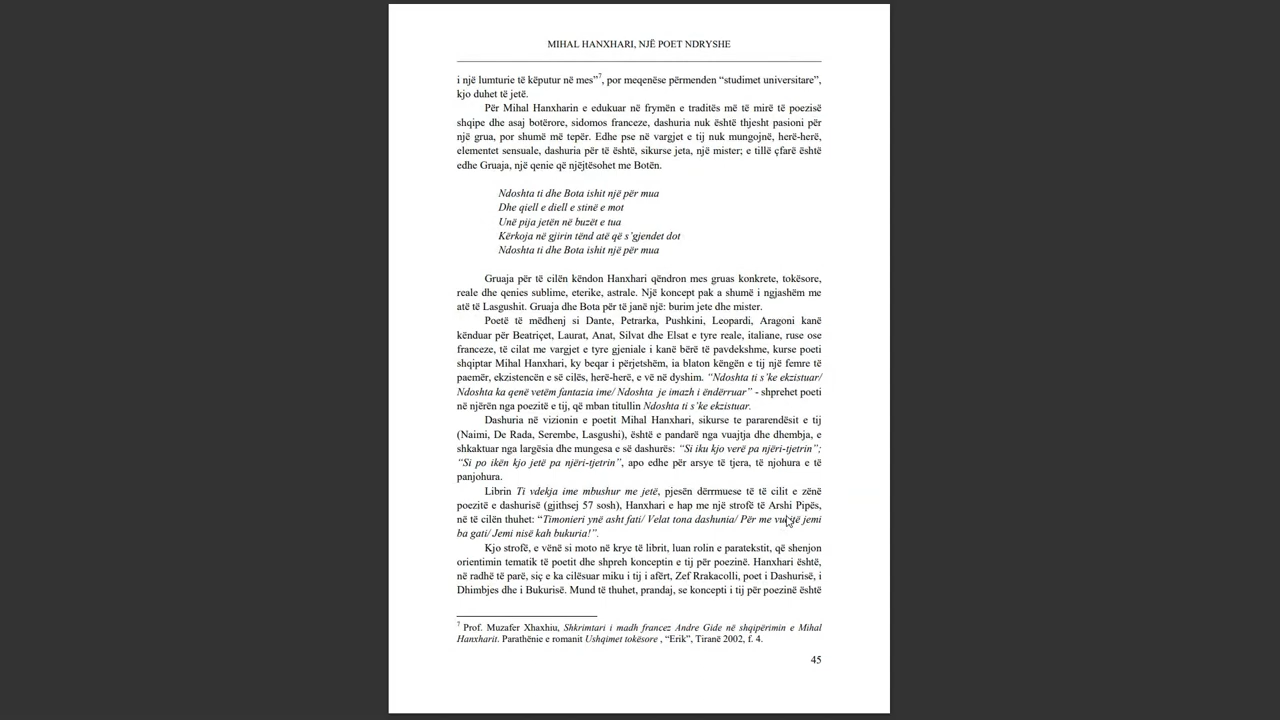 MIHAL HANXHARI, NJË POET NDRYSHE
i një lumturie të këputur në mes”7, por meqenëse përmenden “studimet universitare”,
kjo duhet të jetë.
Për Mihal Hanxharin e edukuar në frymën e traditës më të mirë të poezisë
shqipe dhe asaj botërore, sidomos franceze, dashuria nuk është thjesht pasioni për
një grua, por shumë më tepër. Edhe pse në vargjet e tij nuk mungojnë, herë-herë,
elementet sensuale, dashuria për të është, sikurse jeta, një mister; e tillë çfarë është
edhe Gruaja, një qenie që njëjtësohet me Botën.
Ndoshta ti dhe Bota ishit një për mua
Dhe qiell e diell e stinë e mot
Unë pija jetën në buzët e tua
Kërkoja në gjirin tënd atë që s’gjendet dot
Ndoshta ti dhe Bota ishit një për mua
Gruaja për të cilën këndon Hanxhari qëndron mes gruas konkrete, tokësore,
reale dhe qenies sublime, eterike, astrale. Një koncept pak a shumë i ngjashëm me
atë të Lasgushit. Gruaja dhe Bota për të janë një: burim jete dhe mister.
Poetë të mëdhenj si Dante, Petrarka, Pushkini, Leopardi, Aragoni kanë
kënduar për Beatriçet, Laurat, Anat, Silvat dhe Elsat e tyre reale, italiane, ruse ose
franceze, të cilat me vargjet e tyre gjeniale i kanë bërë të pavdekshme, kurse poeti
shqiptar Mihal Hanxhari, ky beqar i përjetshëm, ia blaton këngën e tij një femre të
paemër, ekzistencën e së cilës, herë-herë, e vë në dyshim. “Ndoshta ti s’ke ekzistuar/
Ndoshta ka qenë vetëm fantazia ime/ Ndoshta je imazh i ëndërruar” - shprehet poeti
në njërën nga poezitë e tij, që mban titullin Ndoshta ti s’ke ekzistuar.
Dashuria në vizionin e poetit Mihal Hanxhari, sikurse te pararendësit e tij
(Naimi, De Rada, Serembe, Lasgushi), është e pandarë nga vuajtja dhe dhembja, e
shkaktuar nga largësia dhe mungesa e së dashurës: “Si iku kjo verë pa njëri-tjetrin”;
“Si po ikën kjo jetë pa njëri-tjetrin”, apo edhe për arsye të tjera, të njohura e të
panjohura.
Librin Ti vdekja ime mbushur me jetë, pjesën dërrmuese të të cilit e zënë
poezitë e dashurisë (gjithsej 57 sosh), Hanxhari e hap me një strofë të Arshi Pipës,
në të cilën thuhet: “Timonieri ynë asht fati/ Velat tona dashunia/ Për me vu të jemi
ba gati/ Jemi nisë kah bukuria!”.
Kjo strofë, e vënë si moto në krye të librit, luan rolin e paratekstit, që shenjon
orientimin tematik të poetit dhe shpreh konceptin e tij për poezinë. Hanxhari është,
në radhë të parë, siç e ka cilësuar miku i tij i afërt, Zef Rrakacolli, poet i Dashurisë, i
Dhimbjes dhe i Bukurisë. Mund të thuhet, prandaj, se koncepti i tij për poezinë është
7 Prof. Muzafer Xhaxhiu, Shkrimtari i madh francez Andre Gide në shqipërimin e Mihal
Hanxharit. Parathënie e romanit Ushqimet tokësore , “Erik”, Tiranë 2002, f. 4.
45